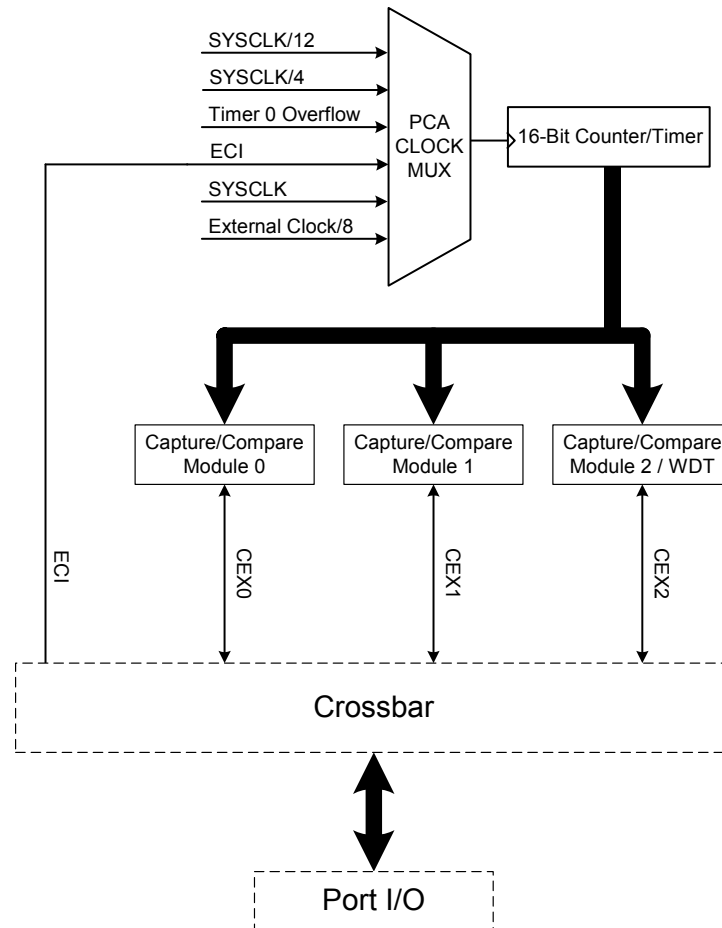 SYSCLK/12
SYSCLK/4
Timer 0 Overflow
ECI
SYSCLK
External Clock/8
PCA
CLOCK
MUX
16-Bit Counter/Timer
Capture/Compare
Module 0
Capture/Compare
Module 1
Capture/Compare
Module 2 / WDT
ECI
CEX0
CEX1
CEX2
Crossbar
Port I/O